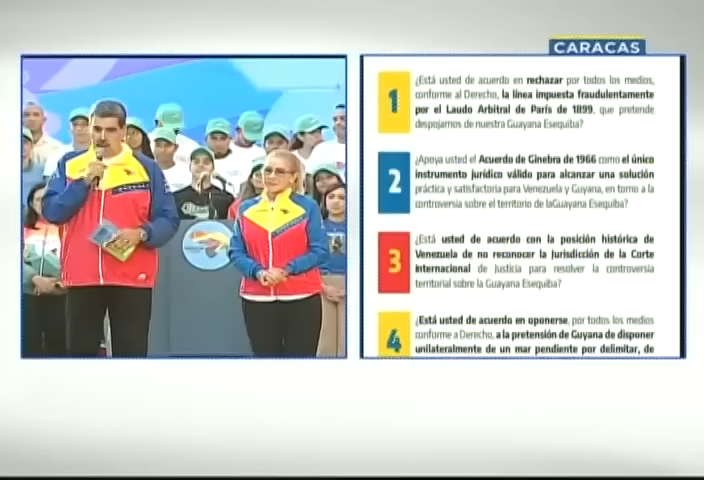 CARACAS
1
¿Está usted de acuerdo en rechazar por todos los medios,
conforme al Derecho, la línea impuesta fraudulentamente
por el Laudo Arbitral de París de 1899, que pretende
despojarnos de nuestra Guayana Esequiba?
2
¿Apoya usted el Acuerdo de Ginebra de 1966 como el único
instrumento jurídico válido para alcanzar una solución
práctica y satisfactoria para Venezuela y Guyana, en torno a la
controversia sobre el territorio de laGuayana Esequiba?
3
¿Está usted de acuerdo con la posición histórica de
Venezuela de no reconocer la Jurisdicción de la Corte
Internacional de Justicia para resolver la controversia
territorial sobre la Guayana Esequiba?
4
¿Está usted de acuerdo en oponerse, por todos los medios
conforme a Derecho, a la pretensión de Guyana de disponer
unilateralmente de un mar pendiente por delimitar, de